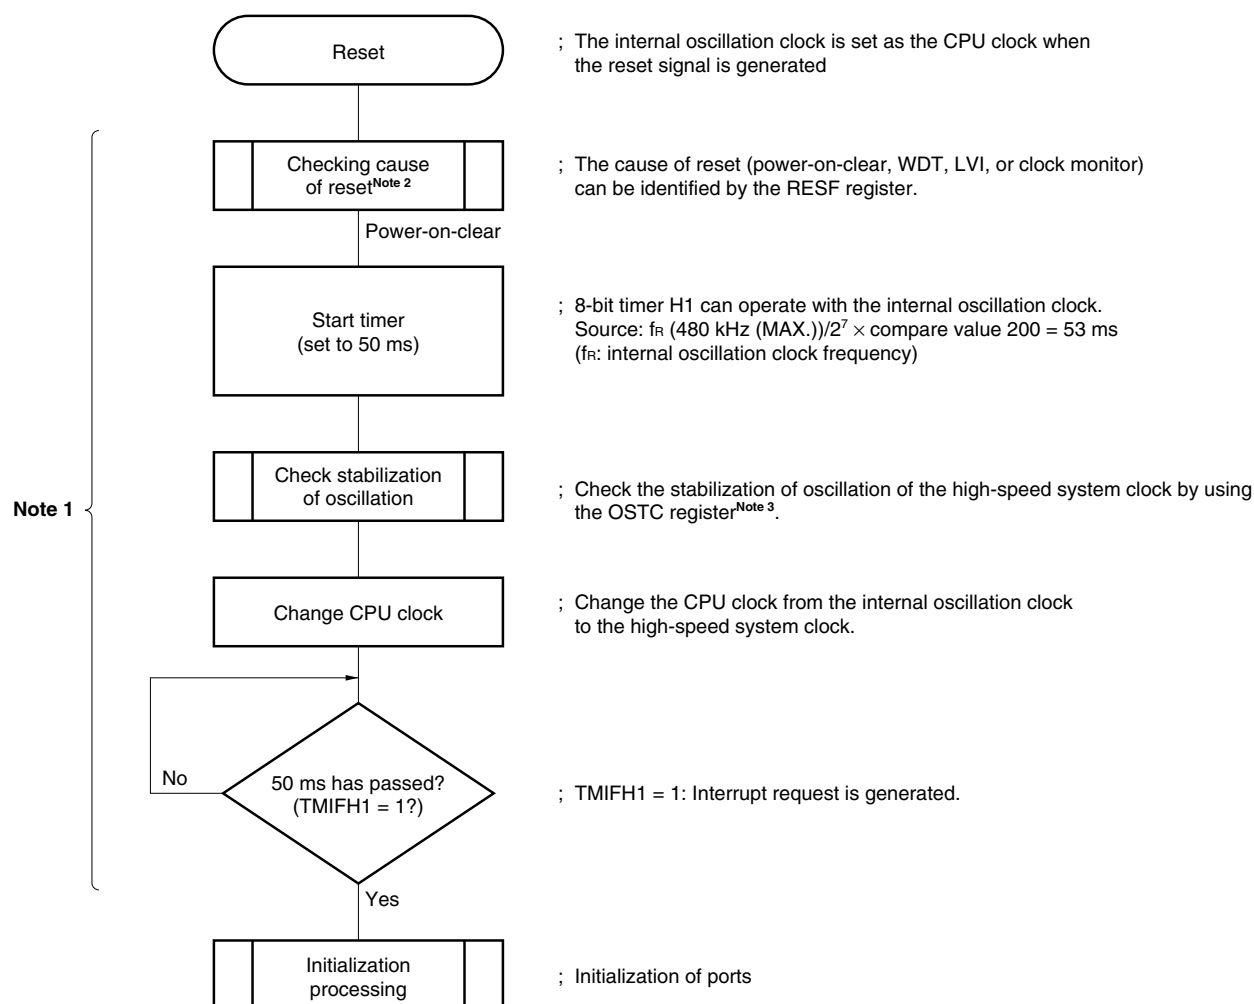 Reset
; The internal oscillation clock is set as the CPU clock when
the reset signal is generated
Checking cause
of resetNote 2
; The cause of reset (power-on-clear, WDT, LVI, or clock monitor)
can be identified by the RESF register.
Power-on-clear
Start timer
(set to 50 ms)
; 8-bit timer H1 can operate with the internal oscillation clock.
Source: fR (480 kHz (MAX.))/2⁷ × compare value 200 = 53 ms
(fR: internal oscillation clock frequency)
Note 1
Check stabilization
of oscillation
; Check the stabilization of oscillation of the high-speed system clock by using
the OSTC registerNote 3.
Change CPU clock
; Change the CPU clock from the internal oscillation clock
to the high-speed system clock.
No
50 ms has passed?
(TMIFH1 = 1?)
; TMIFH1 = 1: Interrupt request is generated.
Yes
Initialization
processing
; Initialization of ports